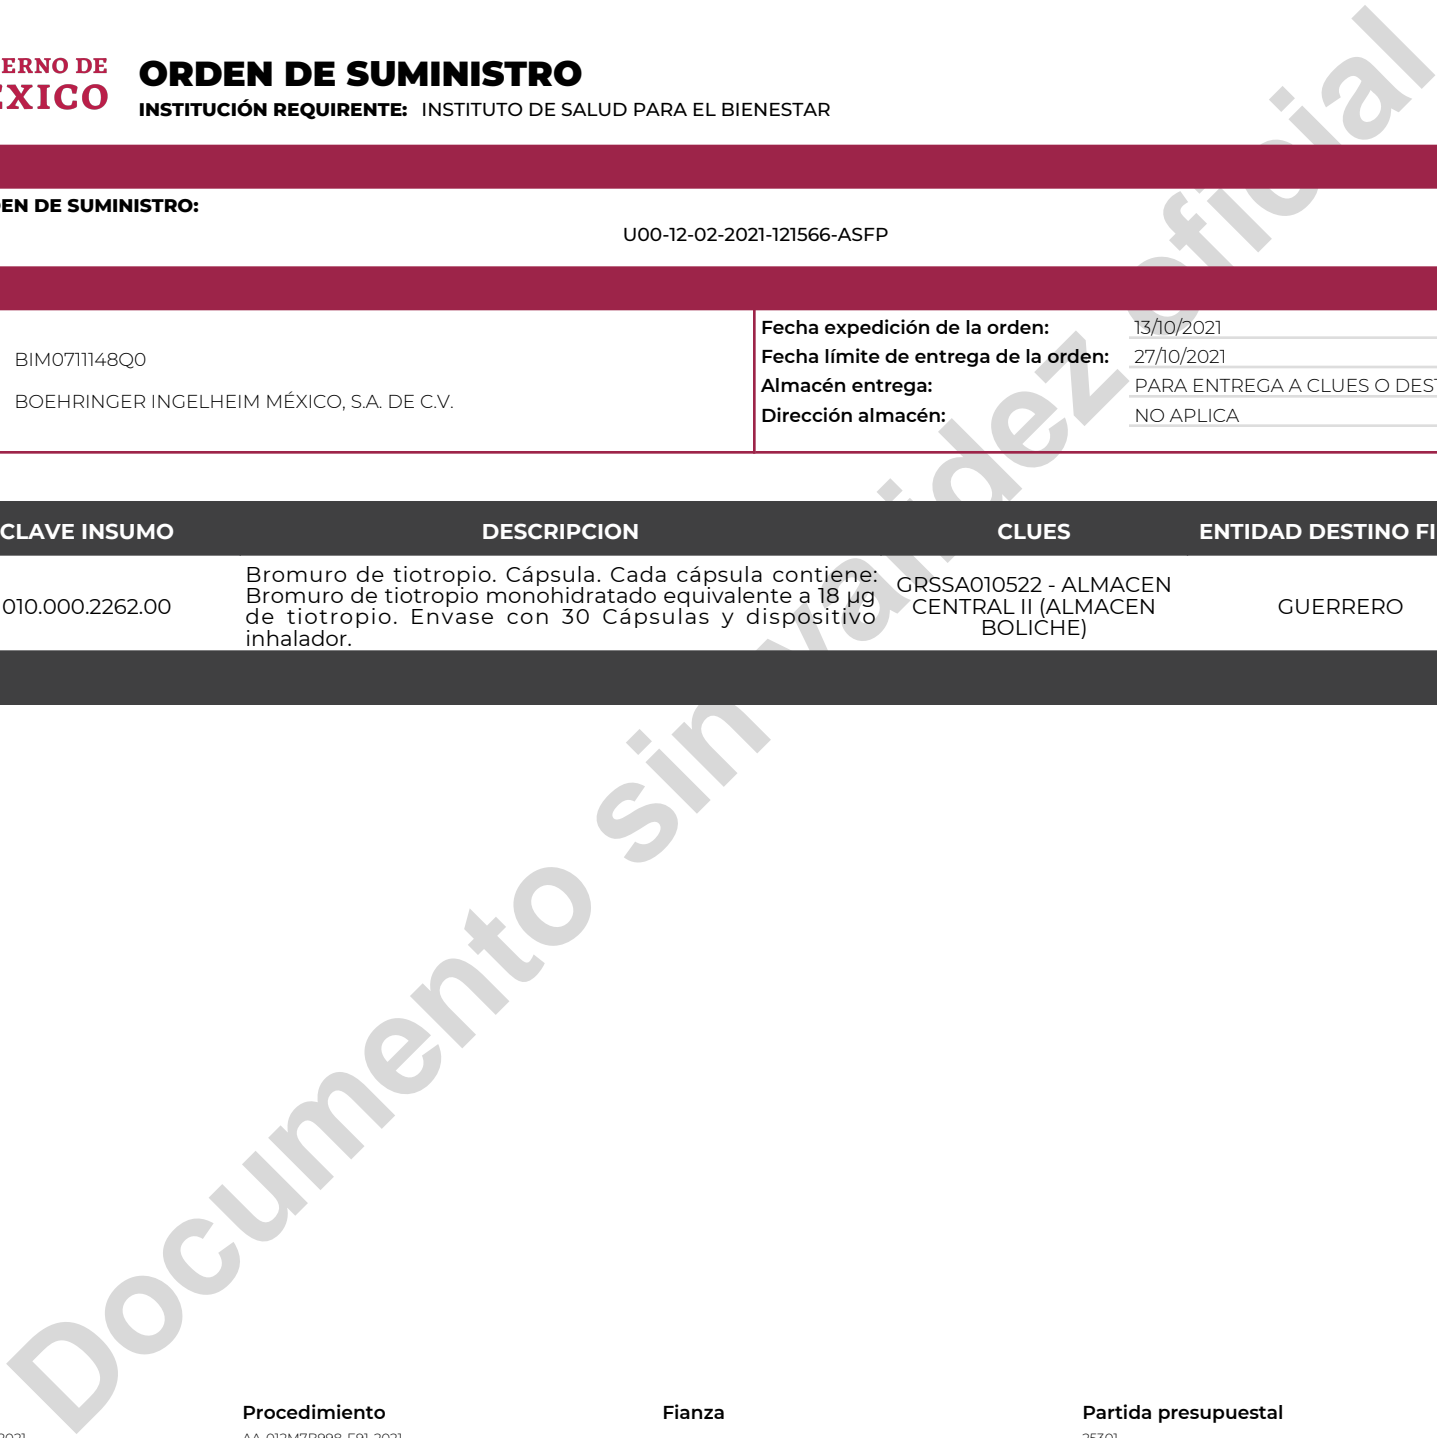 ERNO DE
ORDEN DE SUMINISTRO
INSTITUCIÓN REQUIRENTE: INSTITUTO DE SALUD PARA EL BIENESTAR
EN DE SUMINISTRO:
U00-12-02-2021-121566-ASFP
BIM0711148Q0
BOEHRINGER INGELHEIM MÉXICO, S.A. DE C.V.
Fecha expedición de la orden: 13/10/2021
Fecha límite de entrega de la orden: 27/10/2021
Almacén entrega: PARA ENTREGA A CLUES O DEST
Dirección almacén: NO APLICA
CLAVE INSUMO DESCRIPCION CLUES ENTIDAD DESTINO FI
010.000.2262.00
Bromuro de tiotropio. Cápsula. Cada cápsula contiene:
Bromuro de tiotropio monohidratado equivalente a 18 µg
de tiotropio. Envase con 30 Cápsulas y dispositivo
inhalador.
GRSSA010522 - ALMACEN
CENTRAL II (ALMACEN
BOLICHE)
GUERRERO
Documento sin validez oficial
Procedimiento Fianza Partida presupuestal